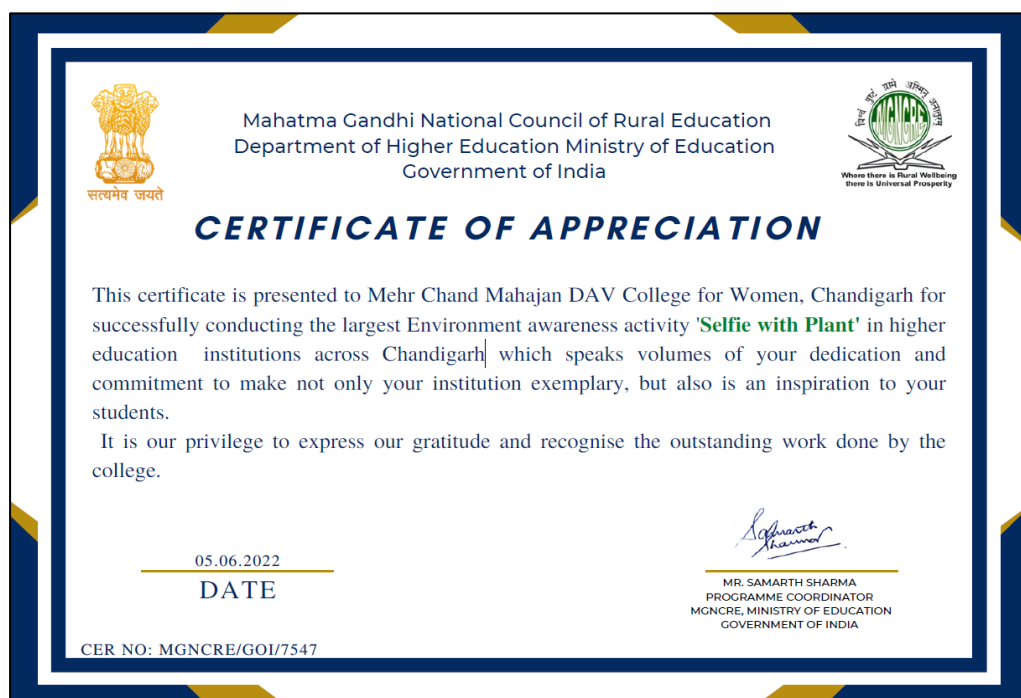 सत्यमेव जयते
Mahatma Gandhi National Council of Rural Education
Department of Higher Education Ministry of Education
Government of India
विश्वं पुष्टं ग्रामे अस्मिन् अनातुरम्
MGNCRE
Where there is Rural Wellbeing
there is Universal Prosperity
CERTIFICATE OF APPRECIATION
This certificate is presented to Mehr Chand Mahajan DAV College for Women, Chandigarh for
successfully conducting the largest Environment awareness activity 'Selfie with Plant' in higher
education institutions across Chandigarh which speaks volumes of your dedication and
commitment to make not only your institution exemplary, but also is an inspiration to your
students.
It is our privilege to express our gratitude and recognise the outstanding work done by the
college.
05.06.2022
DATE
Samarth
Sharma
MR. SAMARTH SHARMA
PROGRAMME COORDINATOR
MGNCRE, MINISTRY OF EDUCATION
GOVERNMENT OF INDIA
CER NO: MGNCRE/GOI/7547